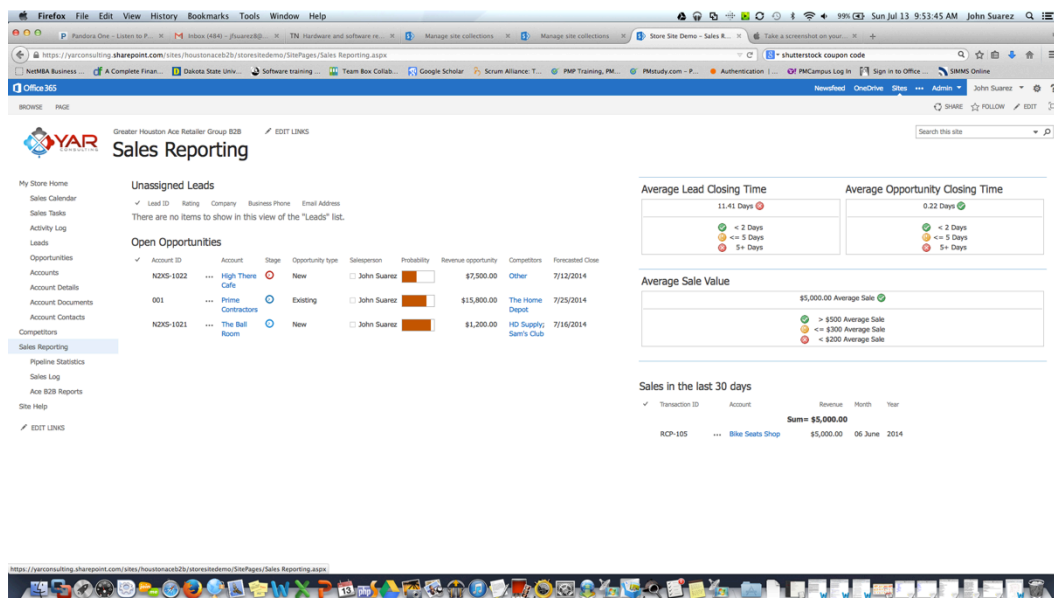 Firefox File Edit View History Bookmarks Tools Window Help 99% Sun Jul 13 9:53:45 AM John Suarez
Pandora One – Listen to P... Inbox (484) – jfsuarez8@... TN Hardware and software re... Manage site collections Manage site collections Store Site Demo – Sales R... Take a screenshot on your...
https://yarconsulting.sharepoint.com/sites/houstonaceb2b/storesitedemo/SitePages/Sales Reporting.aspx shutterstock coupon code
NetMBA Business ... A Complete Finan... Dakota State Univ... Software training ... Team Box Collab... Google Scholar Scrum Alliance: T... PMP Training, PM... PMstudy.com – P... Authentication |... PMCampus Log In Sign in to Office ... SIMMS Online
Office 365 Newsfeed OneDrive Sites ... Admin John Suarez
BROWSE PAGE SHARE FOLLOW EDIT
YAR CONSULTING
Greater Houston Ace Retailer Group B2B EDIT LINKS
Search this site
Sales Reporting
My Store Home
Sales Calendar
Sales Tasks
Activity Log
Leads
Opportunities
Accounts
Account Details
Account Documents
Account Contacts
Competitors
Sales Reporting
Pipeline Statistics
Sales Log
Ace B2B Reports
Site Help
EDIT LINKS
Unassigned Leads
Lead ID Rating Company Business Phone Email Address
There are no items to show in this view of the "Leads" list.
Open Opportunities
Account ID Account Stage Opportunity type Salesperson Probability Revenue opportunity Competitors Forecasted Close
N2XS-1022 ... High There New John Suarez $7,500.00 Other 7/12/2014
Cafe
001 ... Prime Existing John Suarez $15,800.00 The Home 7/25/2014
Contractors Depot
N2XS-1021 ... The Ball New John Suarez $1,200.00 HD Supply; 7/16/2014
Room Sam's Club
Average Lead Closing Time
11.41 Days
< 2 Days
<= 5 Days
5+ Days
Average Opportunity Closing Time
0.22 Days
< 2 Days
<= 5 Days
5+ Days
Average Sale Value
$5,000.00 Average Sale
> $500 Average Sale
<= $300 Average Sale
< $200 Average Sale
Sales in the last 30 days
Transaction ID Account Revenue Month Year
Sum= $5,000.00
RCP-105 ... Bike Seats Shop $5,000.00 06 June 2014
https://yarconsulting.sharepoint.com/sites/houstonaceb2b/storesitedemo/SitePages/Sales Reporting.aspx